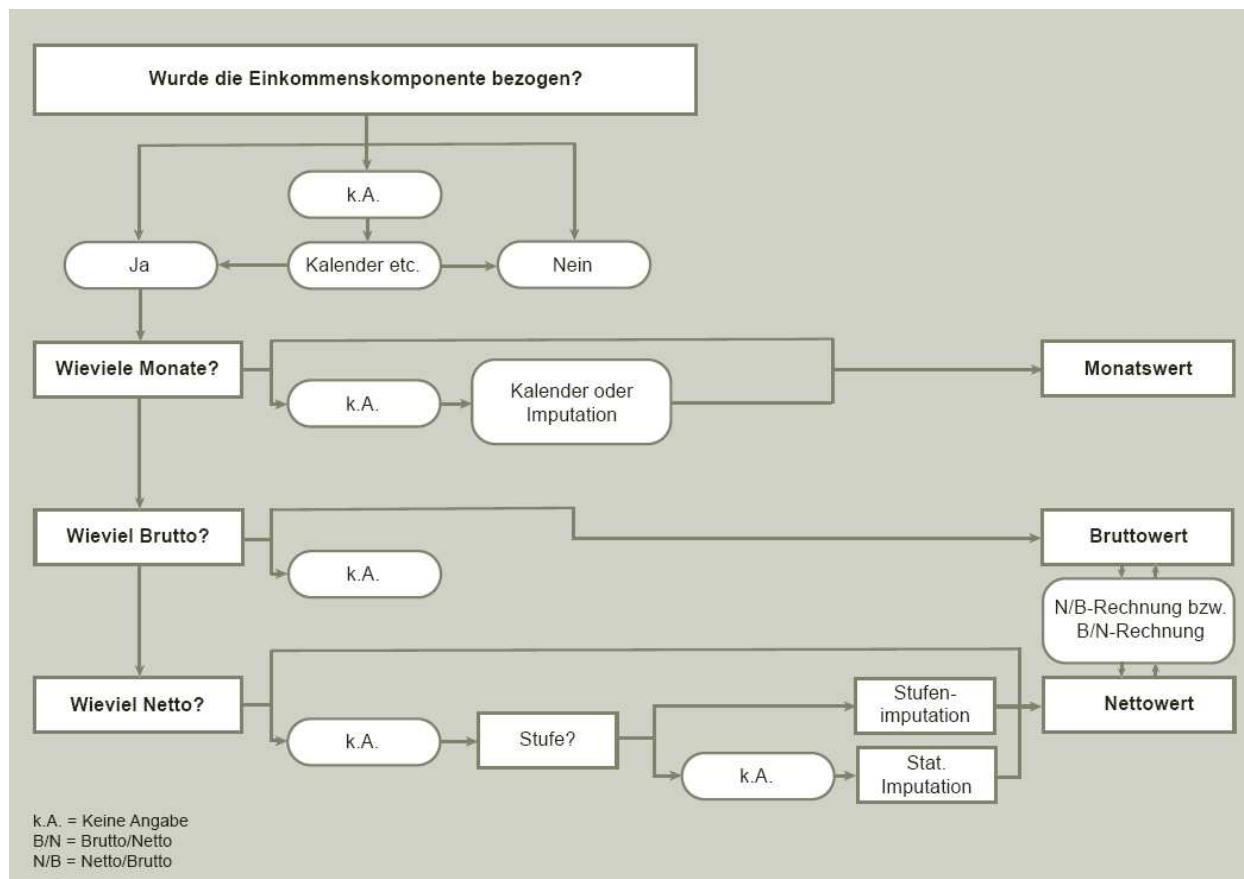 Wurde die Einkommenskomponente bezogen?
k.A.
Ja
Kalender etc.
Nein
Wieviele Monate?
k.A.
Kalender oder
Imputation
Monatswert
Wieviel Brutto?
k.A.
Bruttowert
N/B-Rechnung bzw.
B/N-Rechnung
Wieviel Netto?
k.A.
Stufe?
Stufen-
imputation
k.A.
Stat.
Imputation
Nettowert
k.A. = Keine Angabe
B/N = Brutto/Netto
N/B = Netto/Brutto